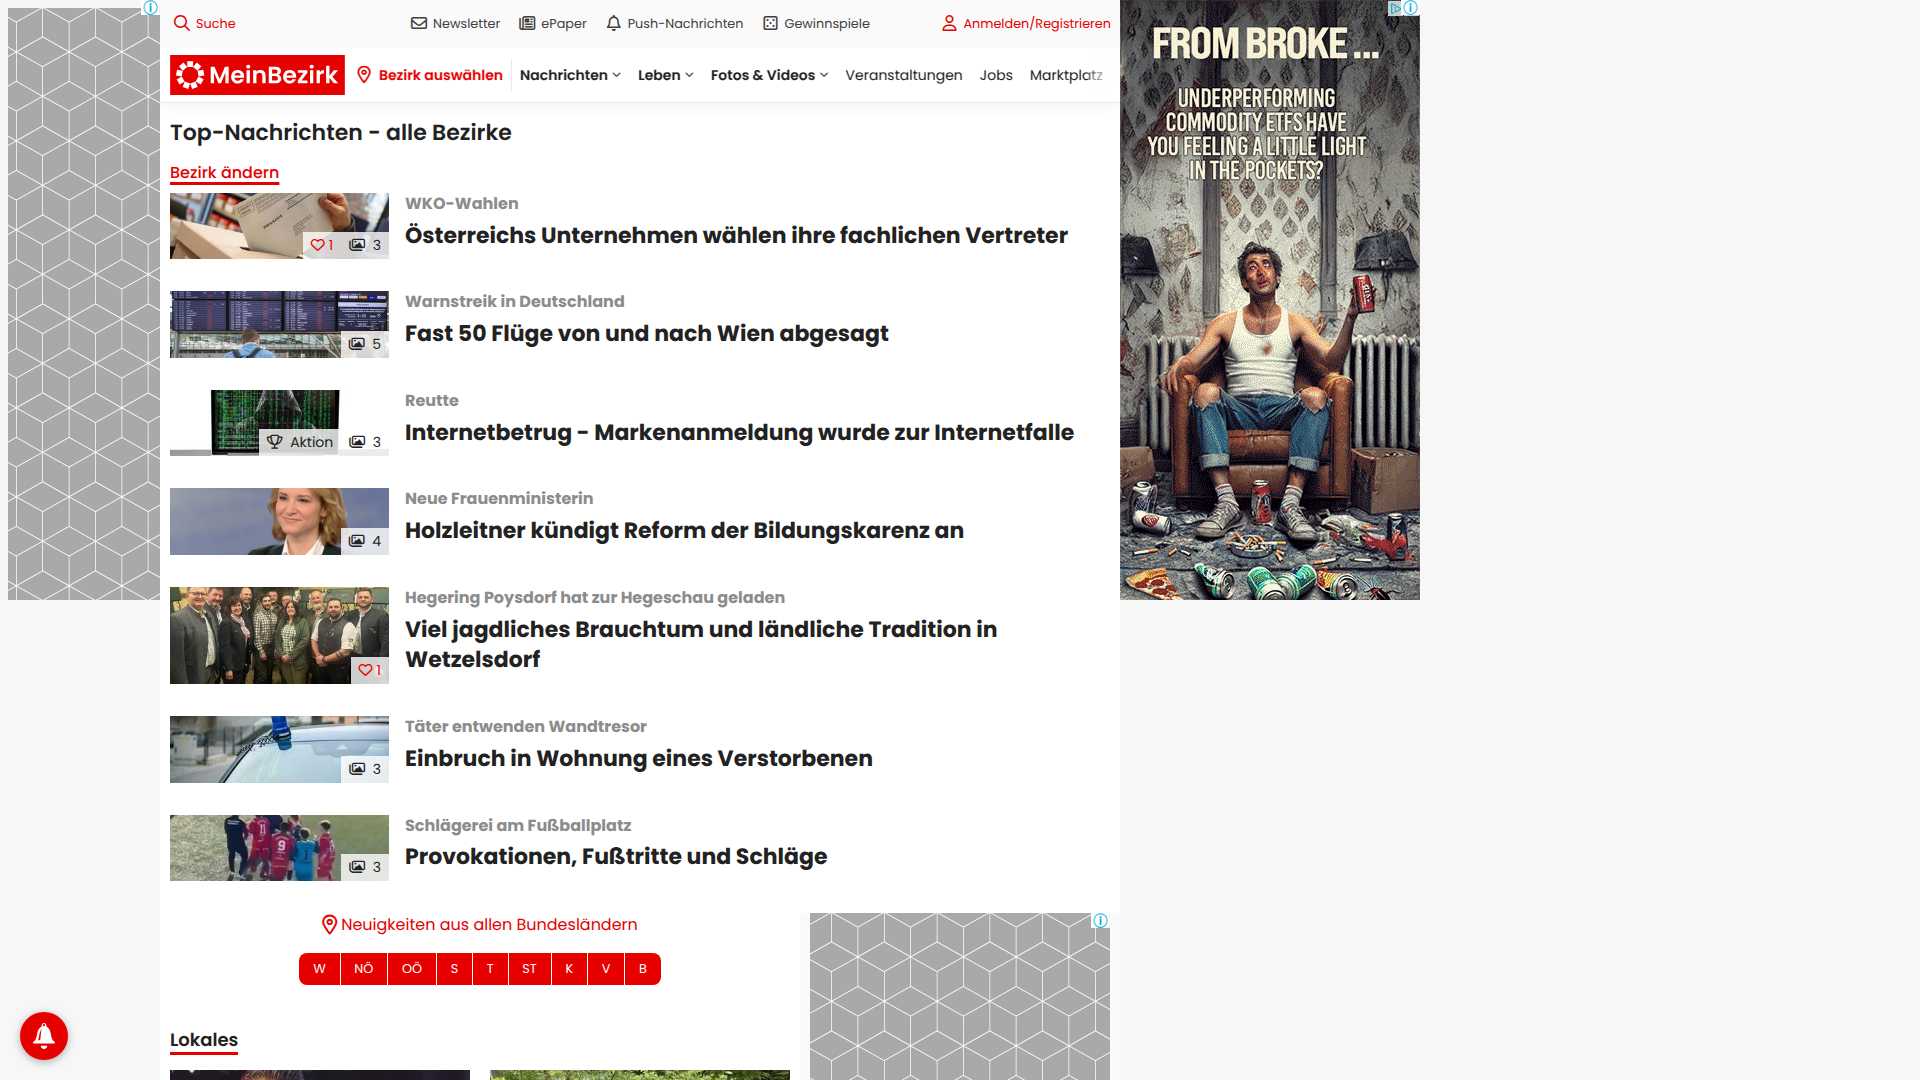 Suche
Newsletter
ePaper
Push-Nachrichten
Gewinnspiele
Anmelden/Registrieren
MeinBezirk
Bezirk auswählen
Nachrichten
Leben
Fotos & Videos
Veranstaltungen
Jobs
Marktplatz
Top-Nachrichten - alle Bezirke
Bezirk ändern
1
3
WKO-Wahlen
Österreichs Unternehmen wählen ihre fachlichen Vertreter
5
Warnstreik in Deutschland
Fast 50 Flüge von und nach Wien abgesagt
Aktion
3
Reutte
Internetbetrug - Markenanmeldung wurde zur Internetfalle
4
Neue Frauenministerin
Holzleitner kündigt Reform der Bildungskarenz an
1
Hegering Poysdorf hat zur Hegeschau geladen
Viel jagdliches Brauchtum und ländliche Tradition in
Wetzelsdorf
3
Täter entwenden Wandtresor
Einbruch in Wohnung eines Verstorbenen
11
9
3
Schlägerei am Fußballplatz
Provokationen, Fußtritte und Schläge
Neuigkeiten aus allen Bundesländern
W
NÖ
OÖ
S
T
ST
K
V
B
Lokales
FROM BROKE ...
UNDERPERFORMING
COMMODITY ETFS HAVE
YOU FEELING A LITTLE LIGHT
IN THE POCKETS?